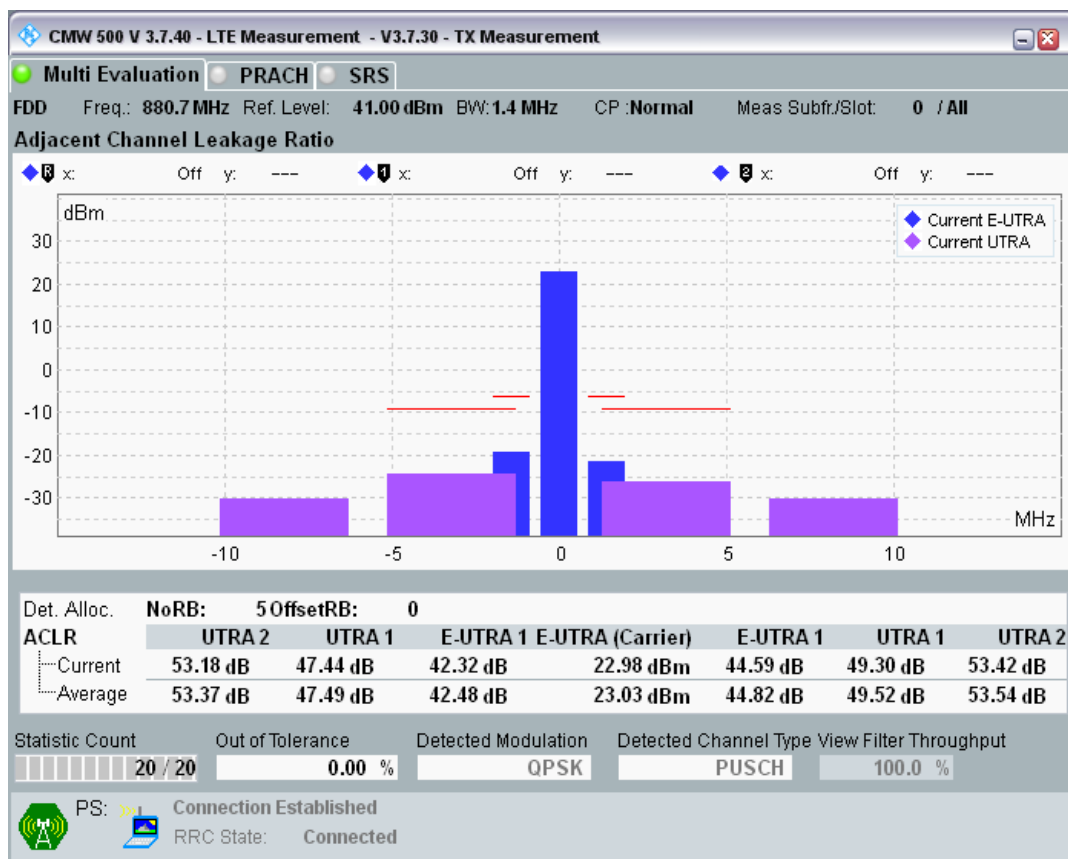 CMW 500 V 3.7.40 - LTE Measurement - V3.7.30 - TX Measurement
Multi Evaluation PRACH SRS
FDD Freq.: 880.7 MHz Ref. Level: 41.00 dBm BW: 1.4 MHz CP :Normal Meas Subfr./Slot: 0 / All
Adjacent Channel Leakage Ratio
R x: Off y: --- 1 x: Off y: --- 2 x: Off y: ---
dBm
Current E-UTRA
Current UTRA
30
20
10
0
-10
-20
-30
MHz
-10 -5 0 5 10
Det. Alloc. NoRB: 5 OffsetRB: 0
ACLR UTRA 2 UTRA 1 E-UTRA 1 E-UTRA (Carrier) E-UTRA 1 UTRA 1 UTRA 2
Current 53.18 dB 47.44 dB 42.32 dB 22.98 dBm 44.59 dB 49.30 dB 53.42 dB
Average 53.37 dB 47.49 dB 42.48 dB 23.03 dBm 44.82 dB 49.52 dB 53.54 dB
Statistic Count Out of Tolerance Detected Modulation Detected Channel Type View Filter Throughput
20 / 20 0.00 % QPSK PUSCH 100.0 %
PS: Connection Established
RRC State: Connected